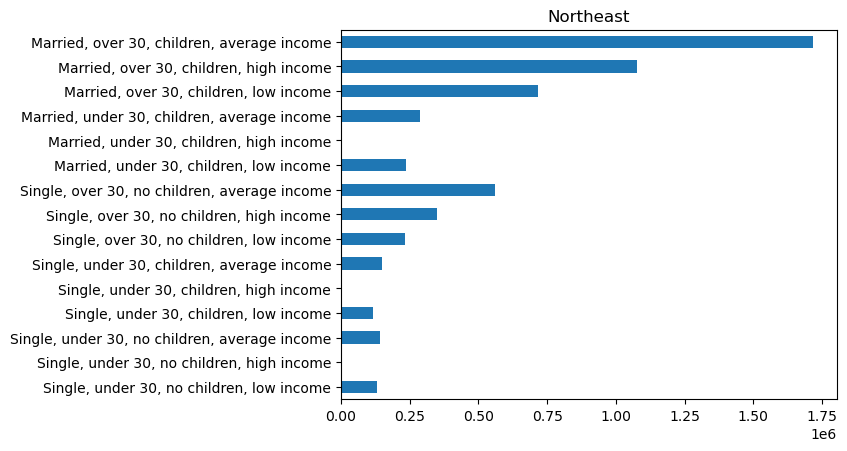 Northeast
Married, over 30, children, average income
Married, over 30, children, high income
Married, over 30, children, low income
Married, under 30, children, average income
Married, under 30, children, high income
Married, under 30, children, low income
Single, over 30, no children, average income
Single, over 30, no children, high income
Single, over 30, no children, low income
Single, under 30, children, average income
Single, under 30, children, high income
Single, under 30, children, low income
Single, under 30, no children, average income
Single, under 30, no children, high income
Single, under 30, no children, low income
0.00 0.25 0.50 0.75 1.00 1.25 1.50 1.75
1e6